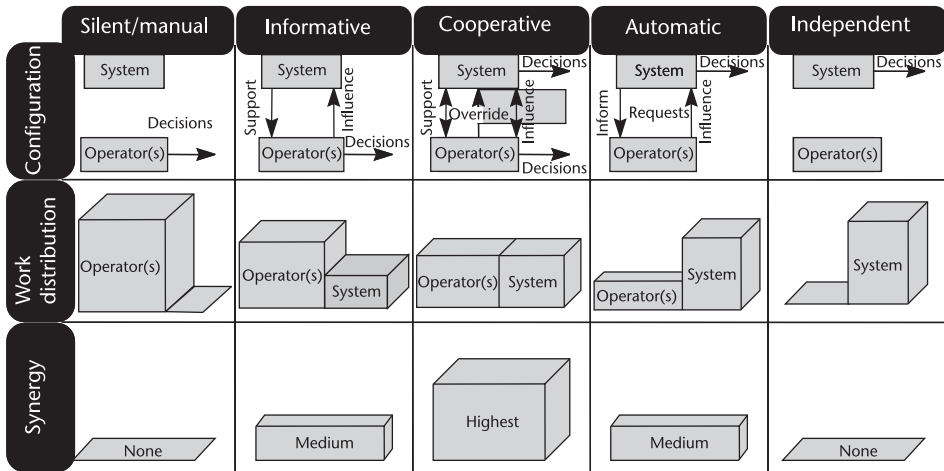 Silent/manual
Informative
Cooperative
Automatic
Independent
Configuration
System
Decisions
Operator(s)
System
Support
Influence
Operator(s)
Decisions
System
Decisions
Support
Override
Influence
Operator(s)
Decisions
System
Decisions
Inform
Requests
Influence
Operator(s)
System
Decisions
Operator(s)
Work
distribution
Operator(s)
Operator(s)
System
Operator(s)
System
Operator(s)
System
System
Synergy
None
Medium
Highest
Medium
None